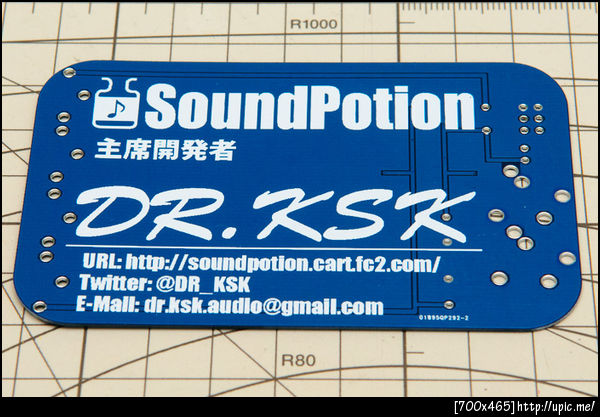 R1000
SoundPotion
主席開発者
DR.KSK
URL: http://soundpotion.cart.fc2.com/
Twitter: @DR_KSK
E-Mail: dr.ksk.audio@gmail.com
R80
[700x465]http://upic.me/